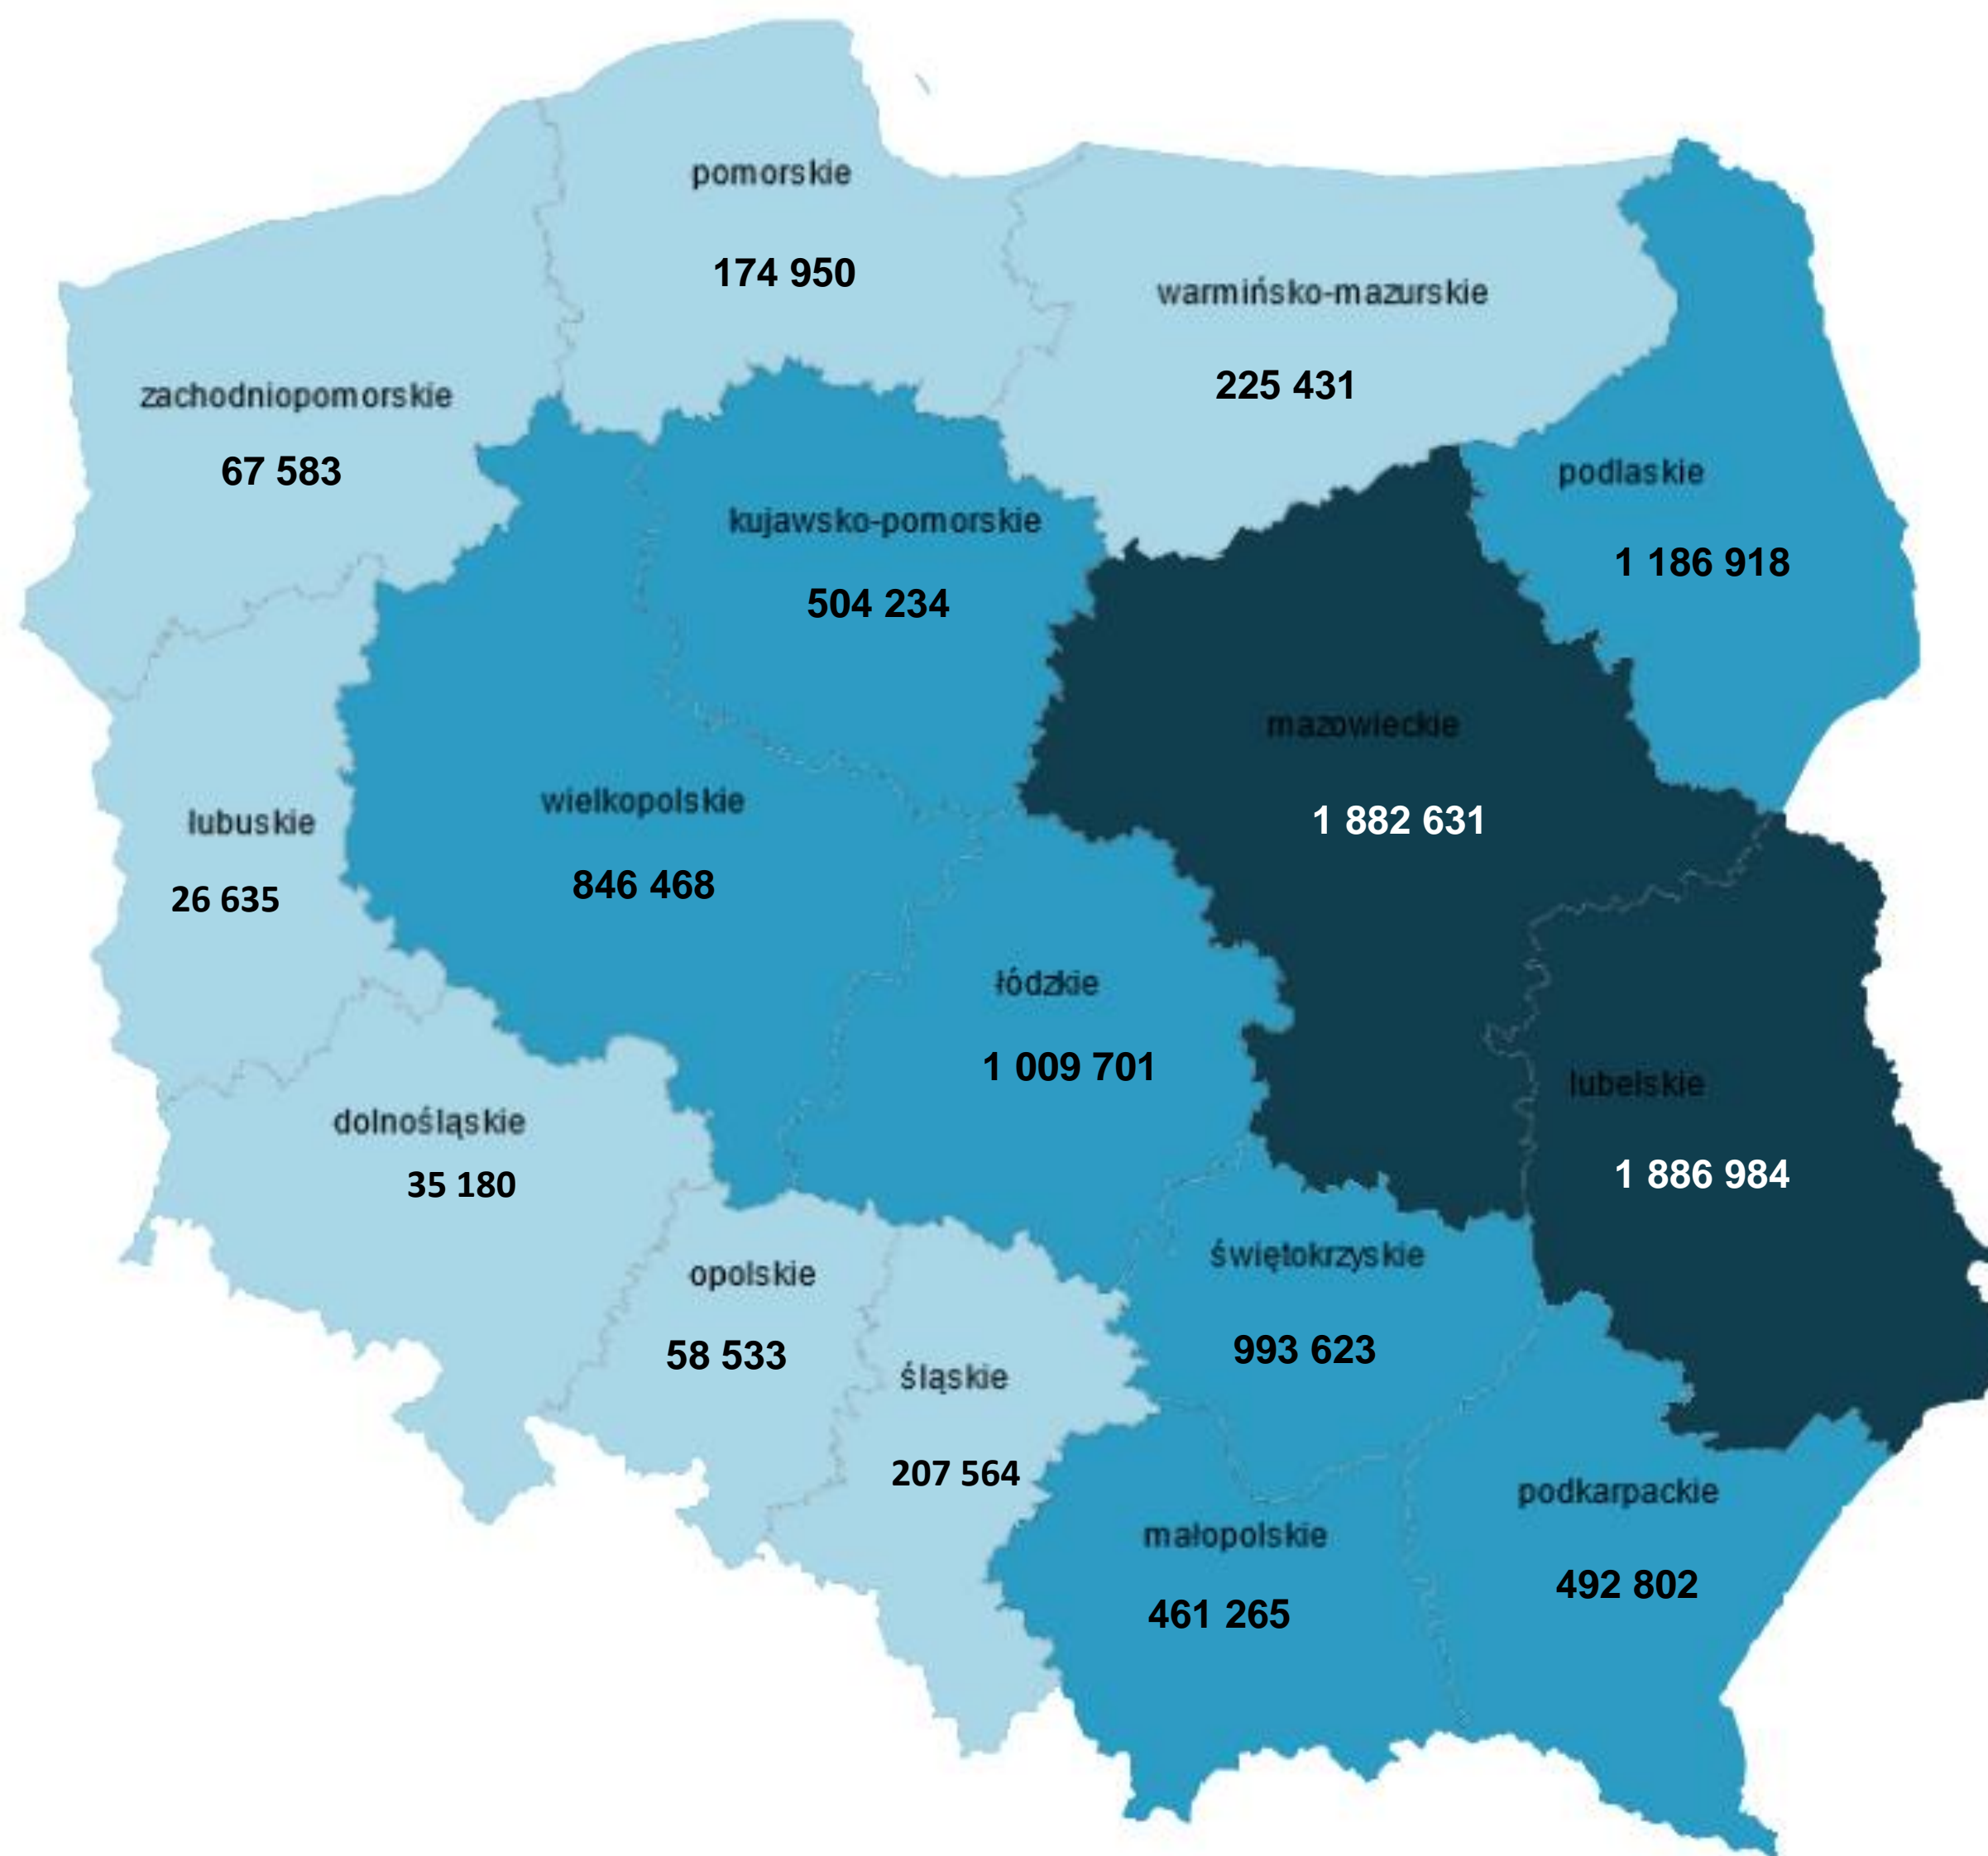 pomorskie
174 950
warmińsko-mazurskie
225 431
zachodniopomorskie
67 583
podlaskie
1 186 918
kujawsko-pomorskie
504 234
mazowieckie
1 882 631
wielkopolskie
846 468
lubuskie
26 635
łódzkie
1 009 701
lubelskie
1 886 984
dolnośląskie
35 180
świętokrzyskie
993 623
opolskie
58 533
śląskie
207 564
podkarpackie
492 802
małopolskie
461 265